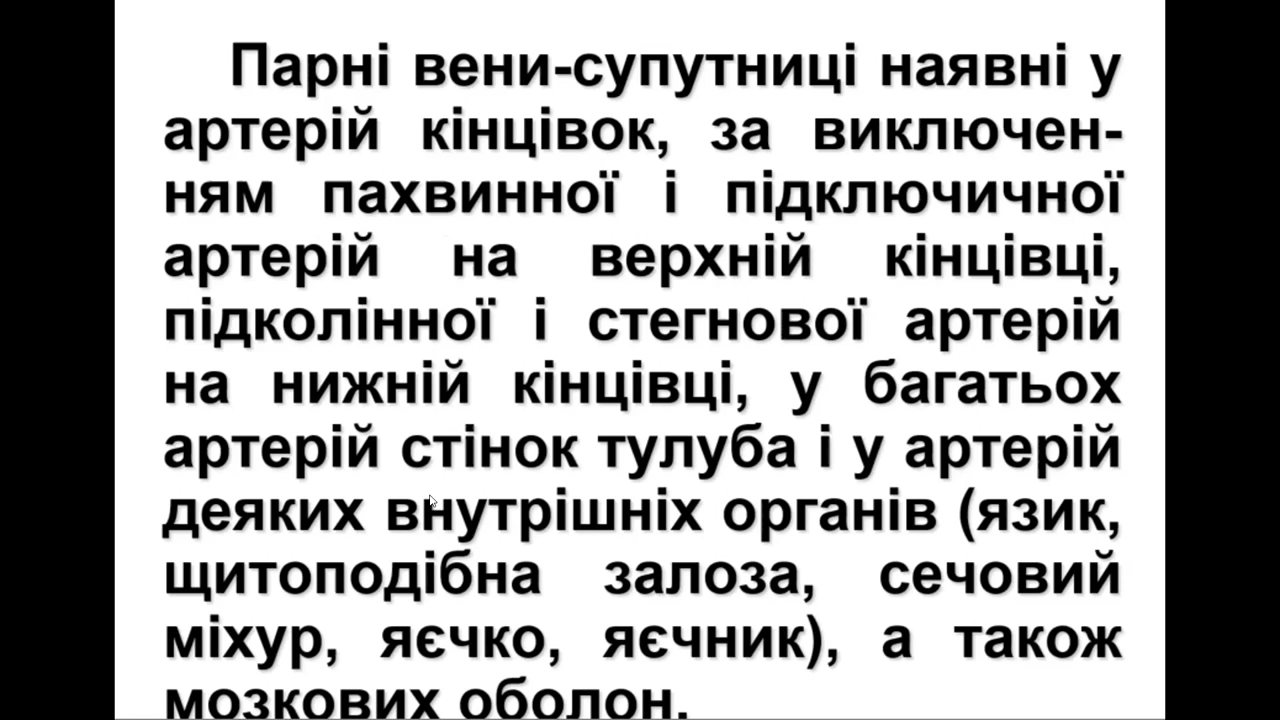 Парні вени-супутниці наявні у
артерій кінцівок, за виключен-
ням пахвинної і підключичної
артерій на верхній кінцівці,
підколінної і стегнової артерій
на нижній кінцівці, у багатьох
артерій стінок тулуба і у артерій
деяких внутрішніх органів (язик,
щитоподібна залоза, сечовий
міхур, яєчко, яєчник), а також
мозкових оболон.